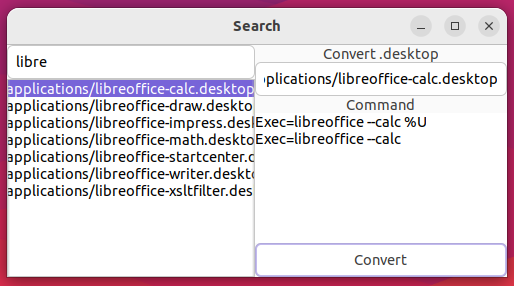 Search
libre
applications/libreoffice-calc.desktop
applications/libreoffice-draw.deskto
applications/libreoffice-impress.des
applications/libreoffice-math.deskto
applications/libreoffice-startcenter.c
applications/libreoffice-writer.deskto
applications/libreoffice-xsltfilter.des
Convert .desktop
plications/libreoffice-calc.desktop
Command
Exec=libreoffice --calc %U
Exec=libreoffice --calc
Convert